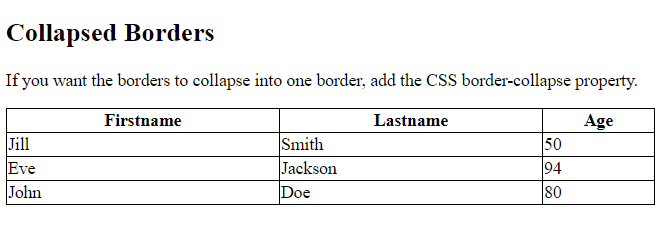 Collapsed Borders
If you want the borders to collapse into one border, add the CSS border-collapse property.
Firstname Lastname Age
Jill Smith 50
Eve Jackson 94
John Doe 80